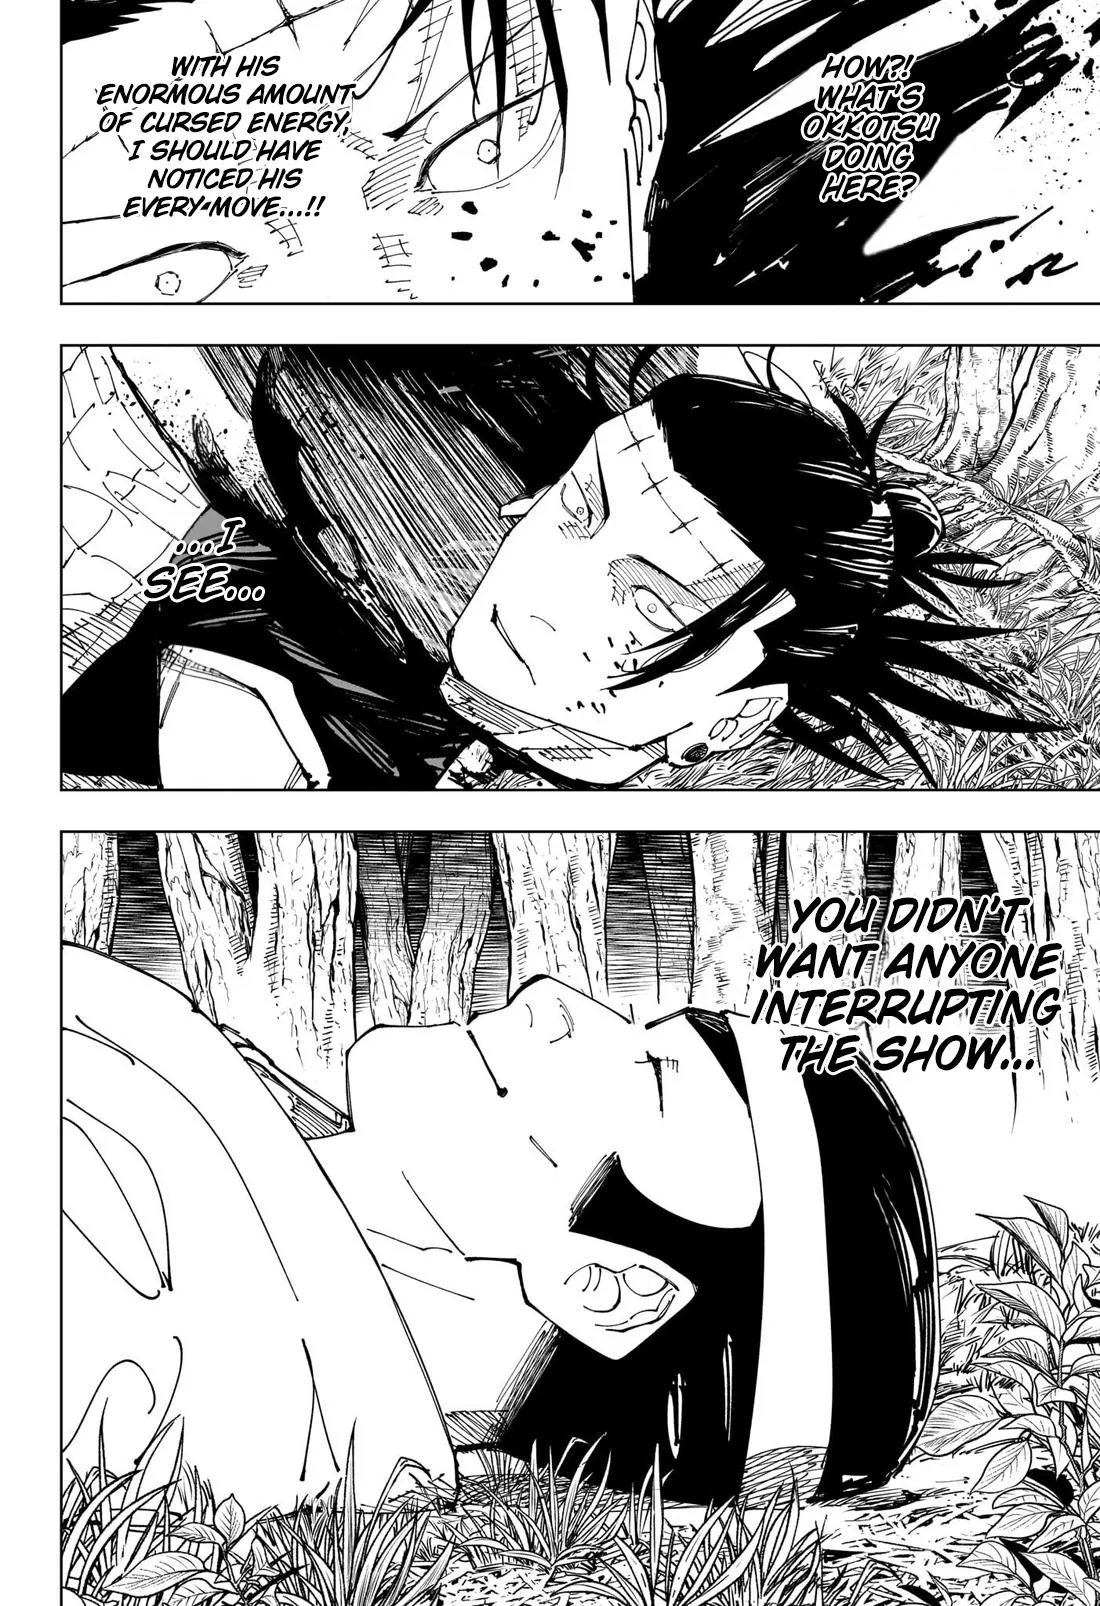 HOW?!
WHAT'S
OKKOTSU
DOING
HERE?
WITH HIS
ENORMOUS AMOUNT
OF CURSED ENERGY,
I SHOULD HAVE
NOTICED HIS
EVERY MOVE...!!
...I
SEE...
YOU DIDN'T
WANT ANYONE
INTERRUPTING
THE SHOW...